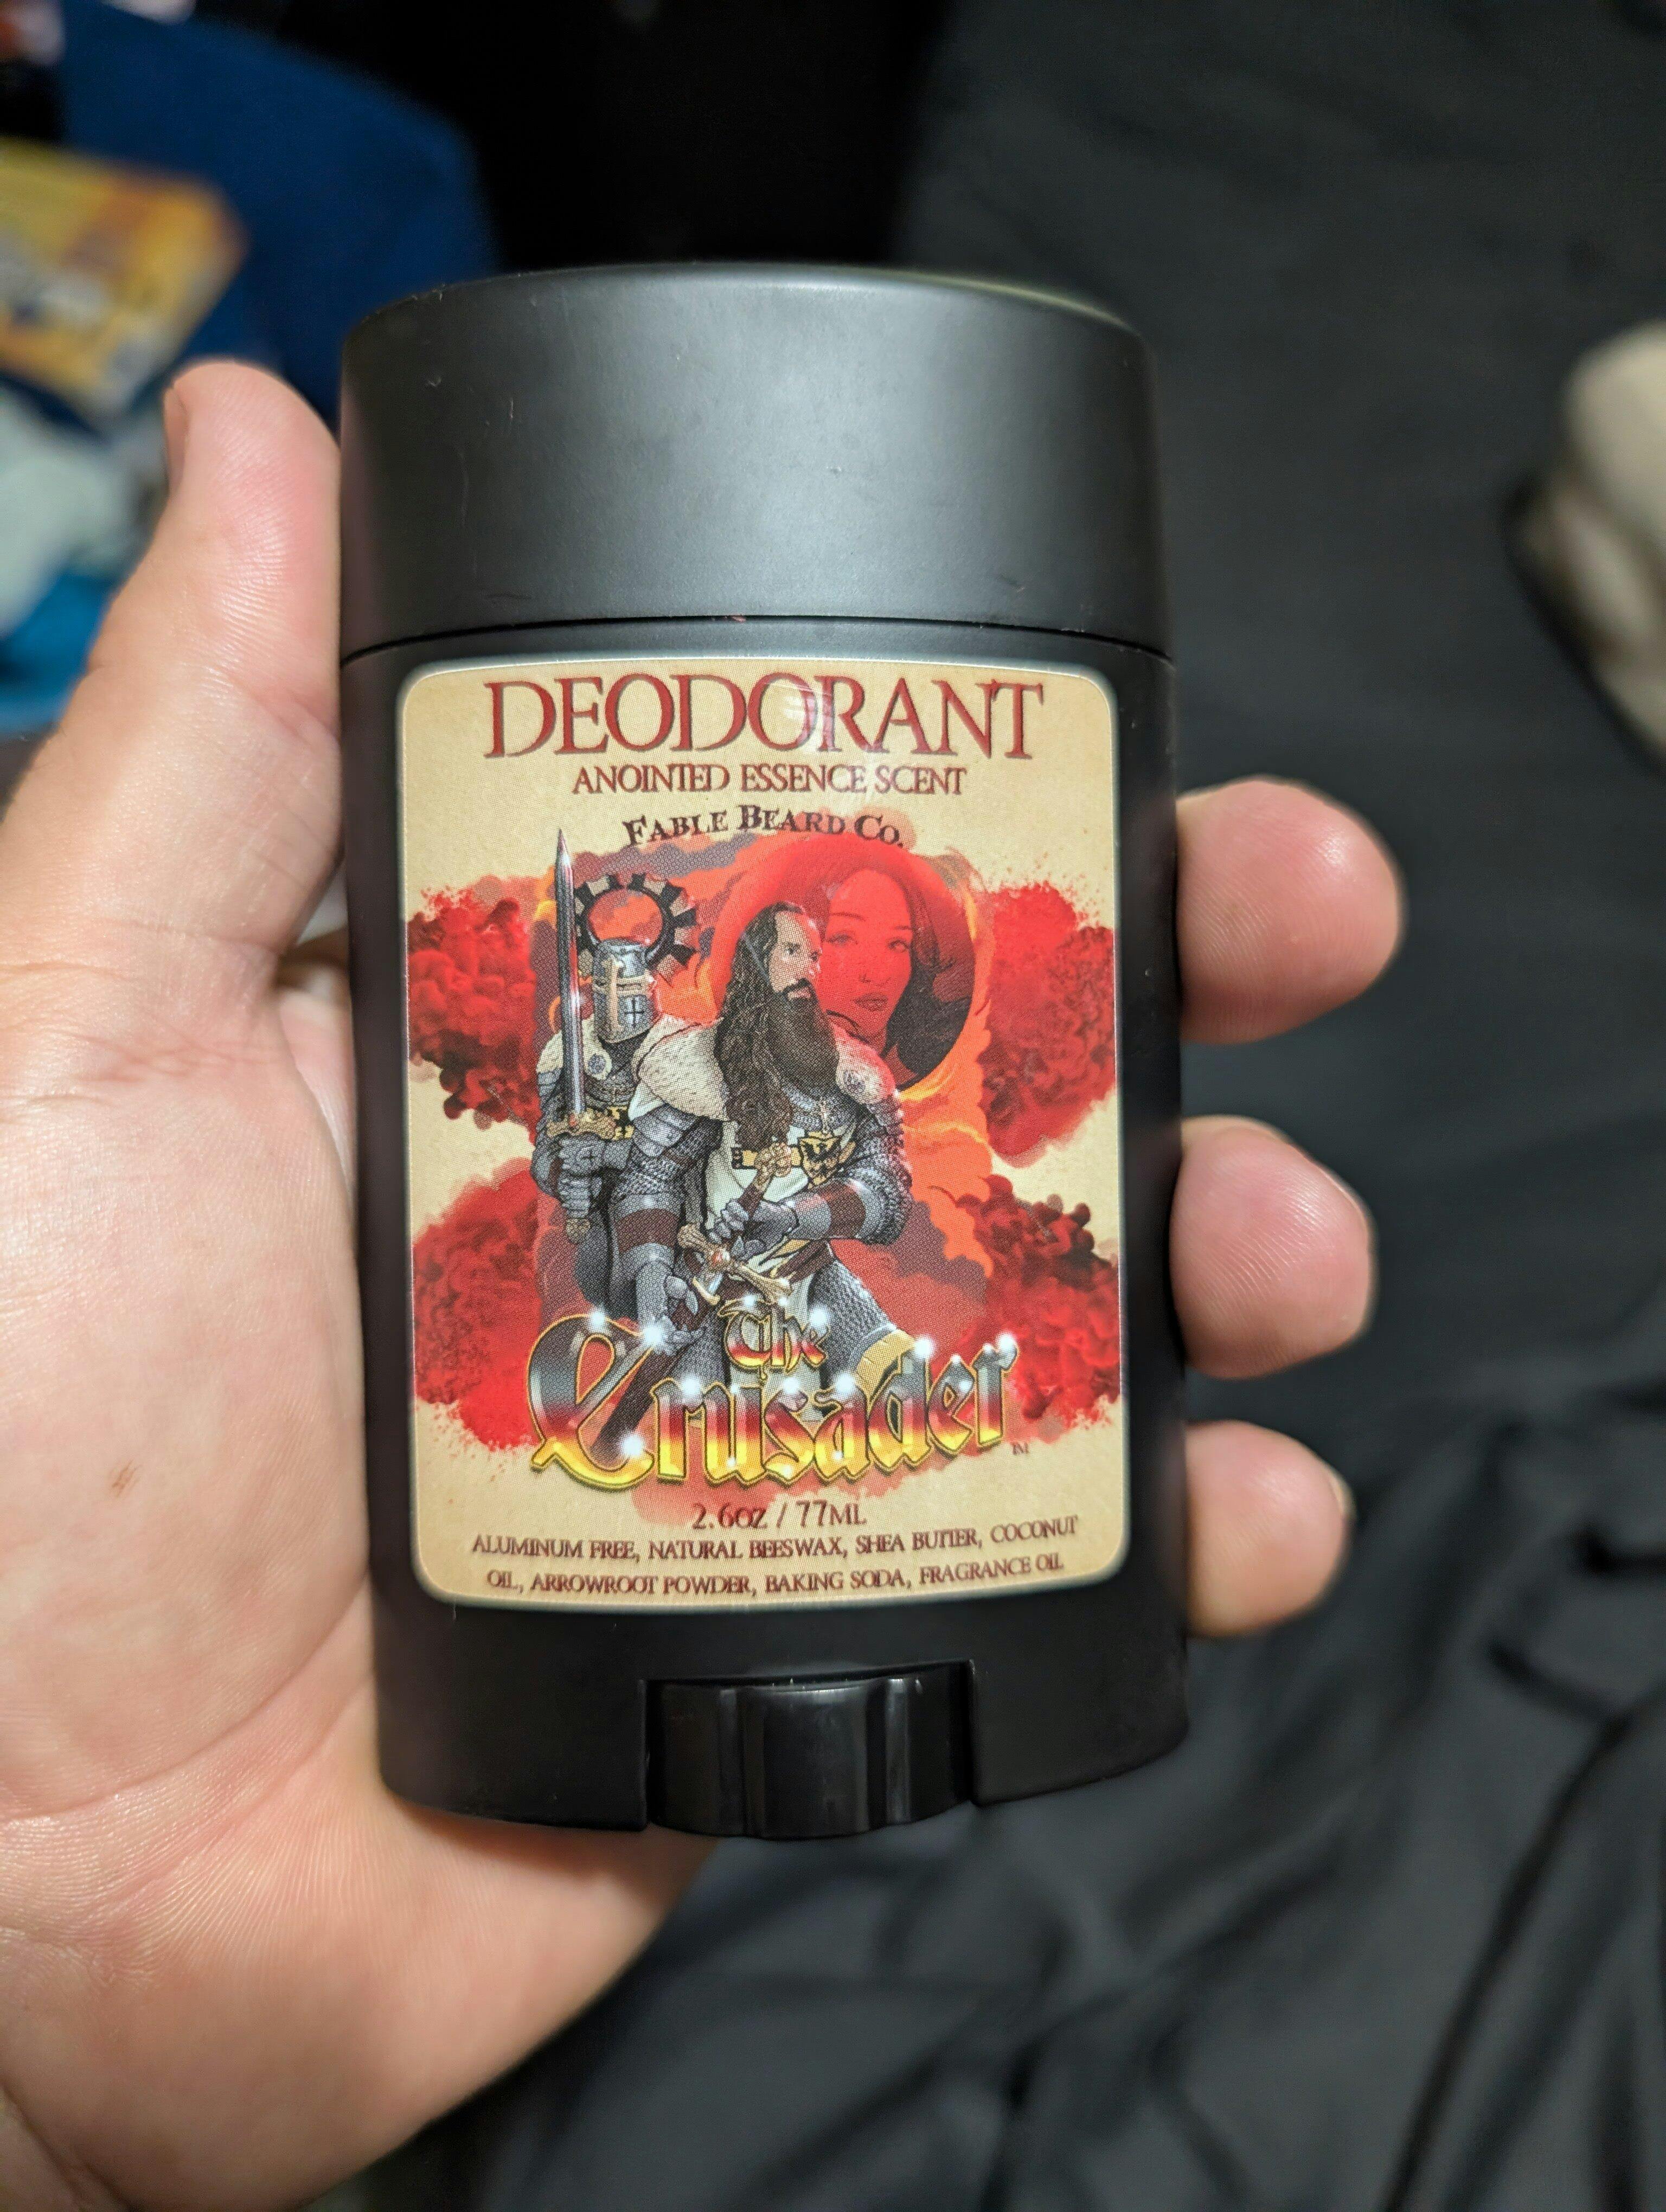 DEODORANT
ANOINTED ESSENCE SCENT
FABLE BEARD CO.
The
Crusader
TM
2.6OZ / 77ML
ALUMINUM FREE, NATURAL BEESWAX, SHEA BUTTER, COCONUT
OIL, ARROWROOT POWDER, BAKING SODA, FRAGRANCE OIL